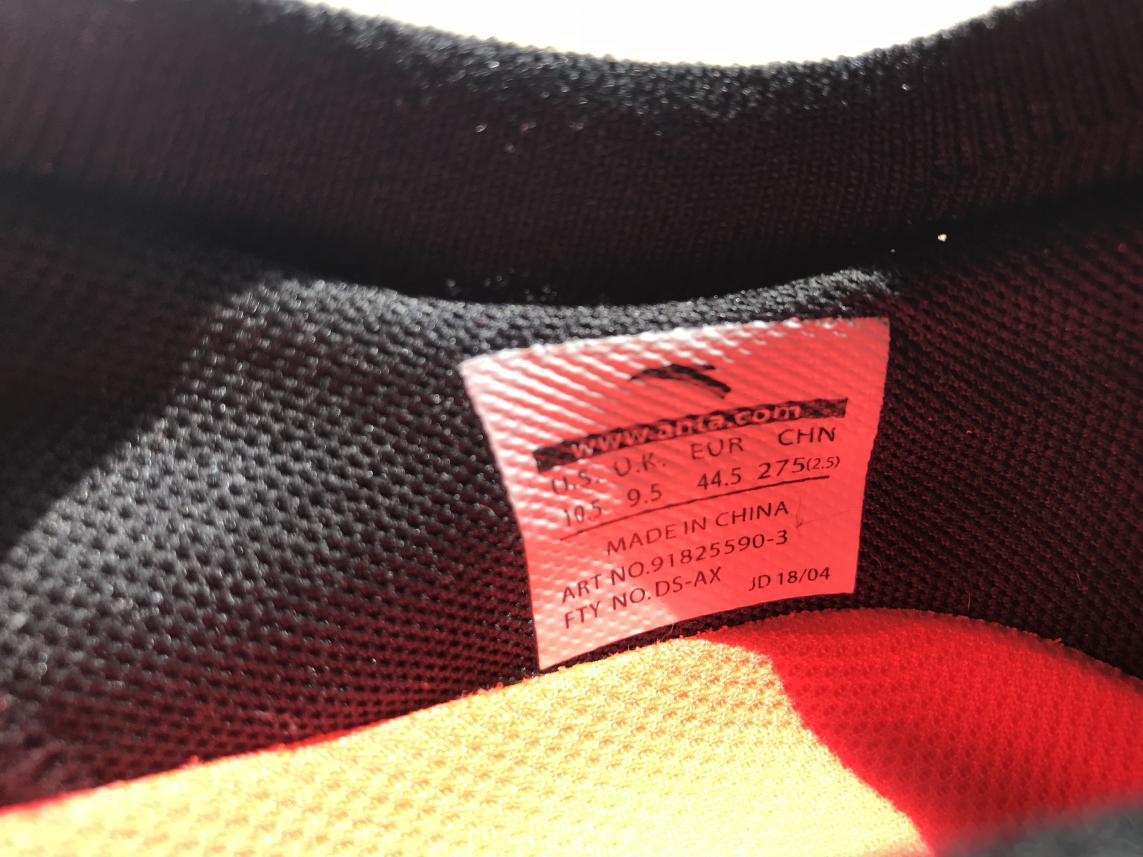 www.anta.com
U.S. U.K. EUR CHN
10.5 9.5 44.5 275(2.5)
MADE IN CHINA
ART NO.91825590-3
FTY NO.DS-AX JD 18/04